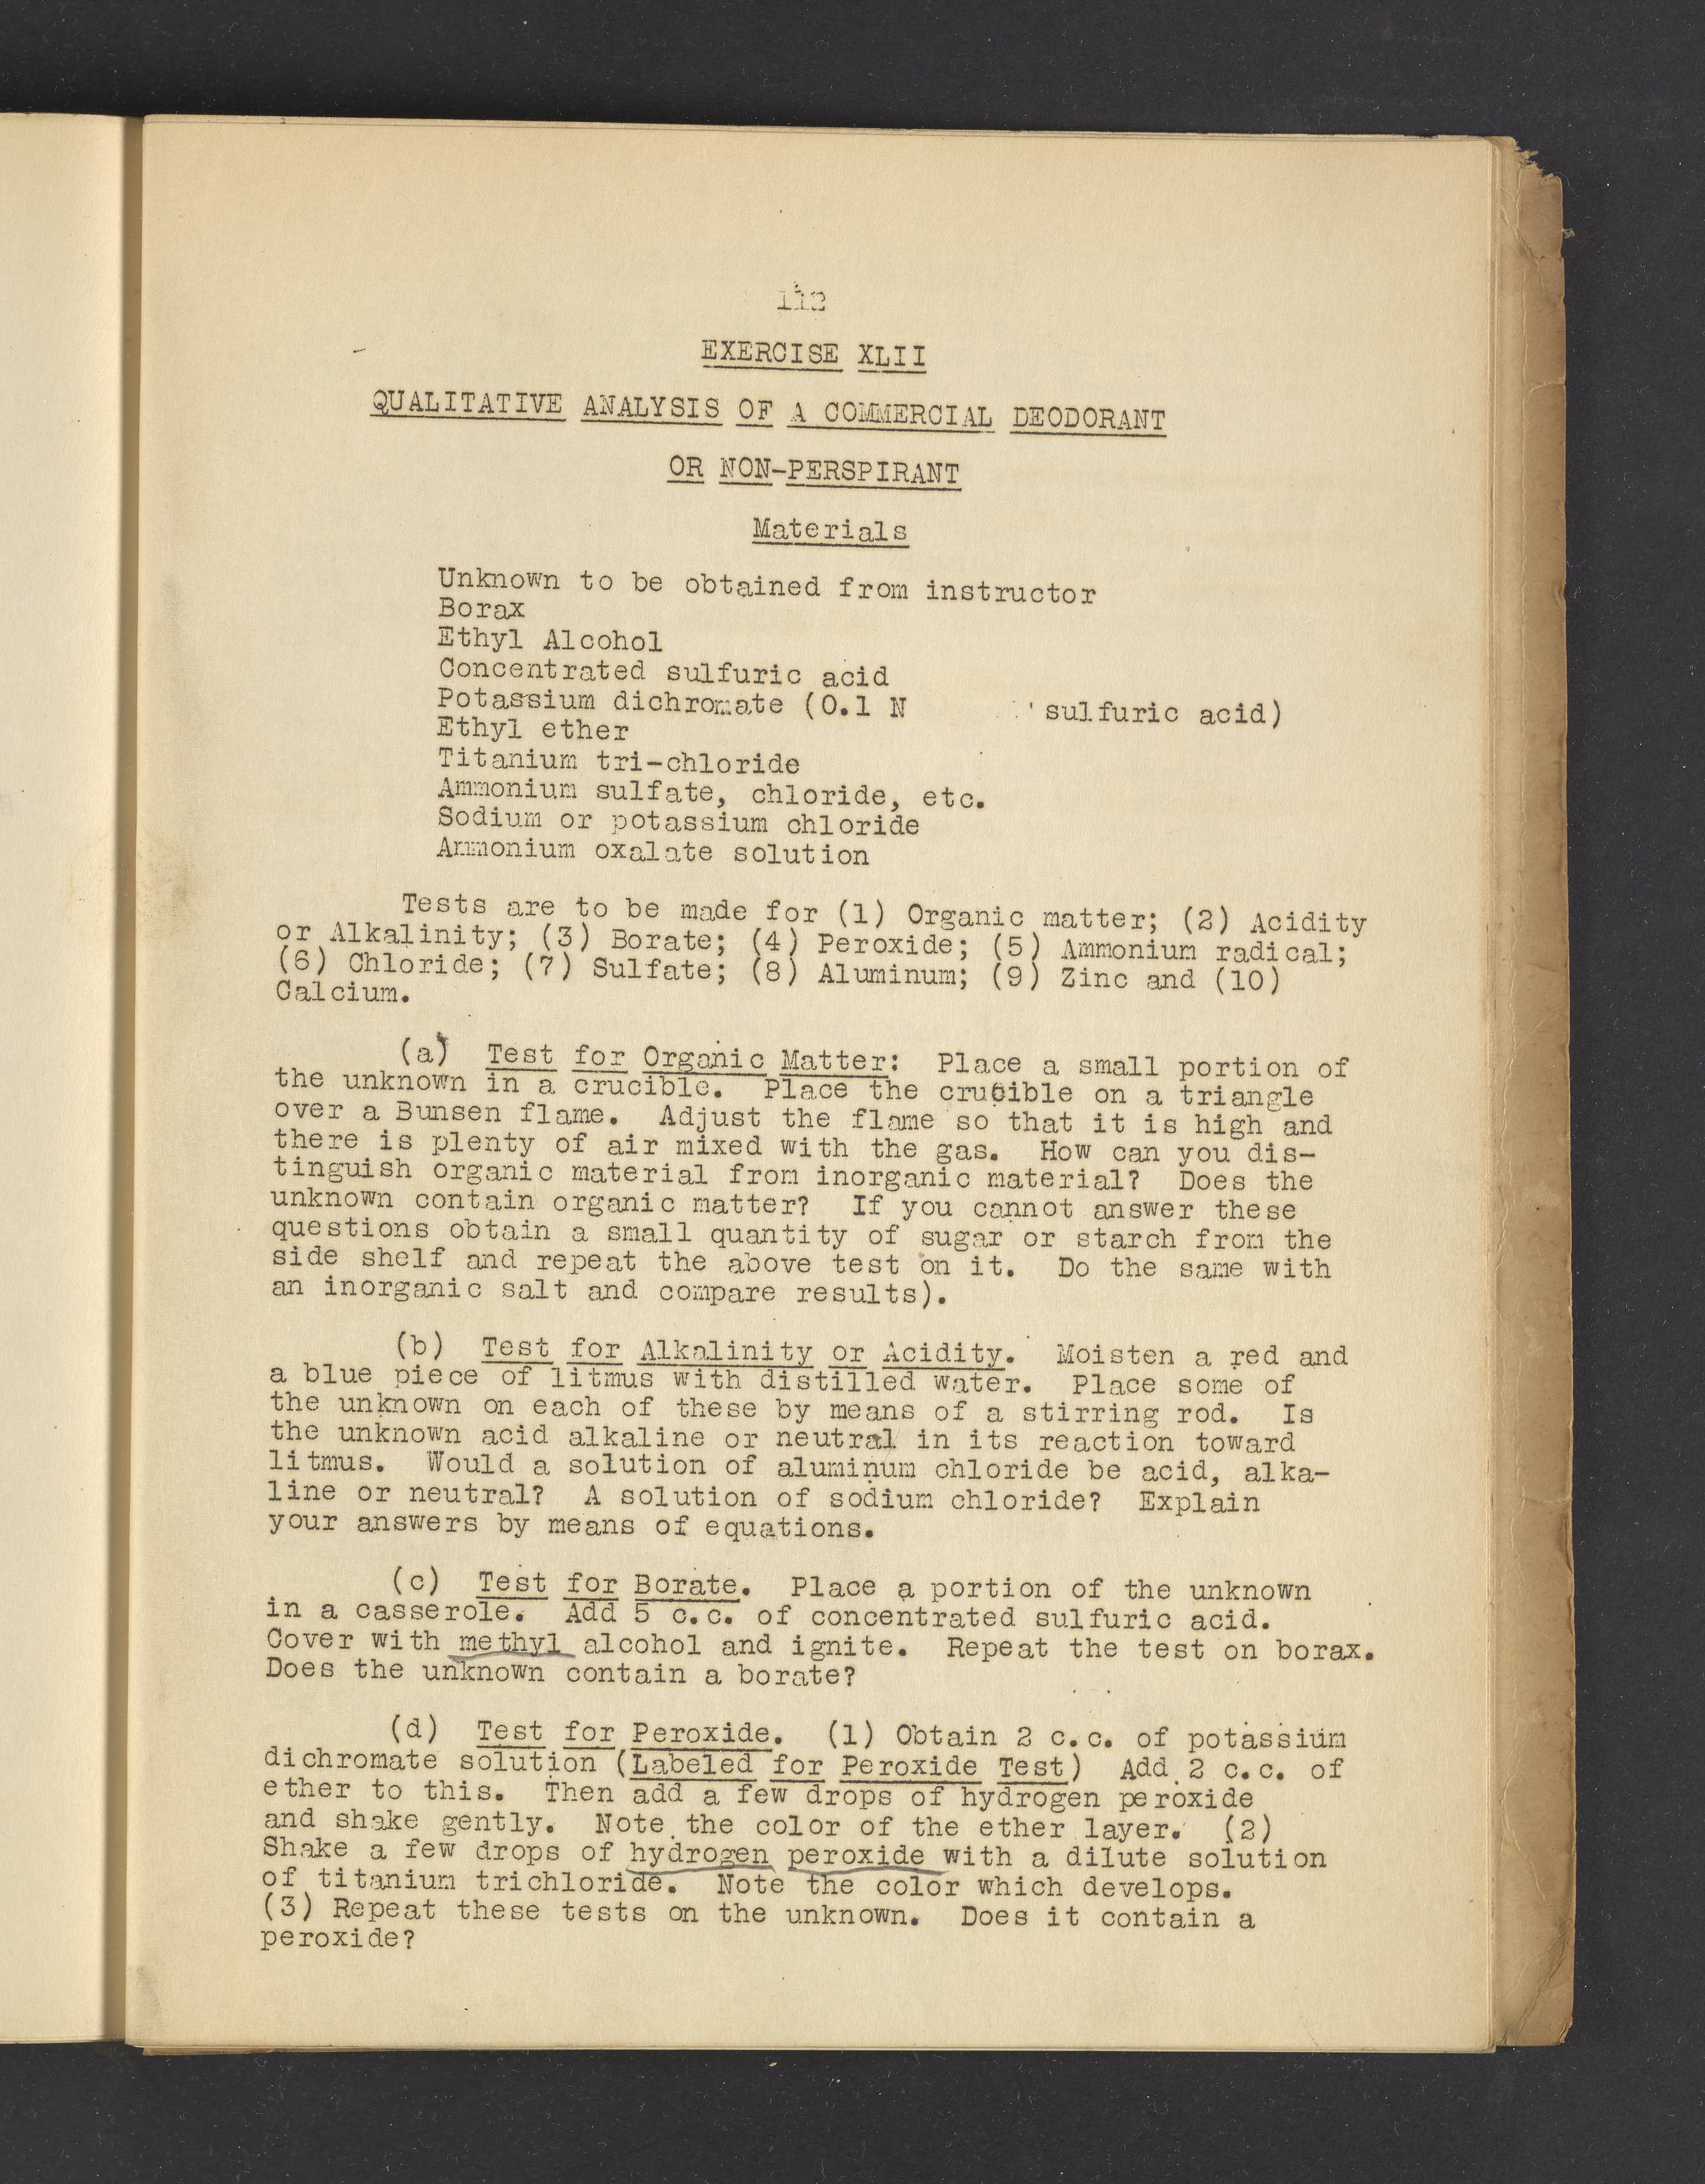 112
EXERCISE XLII
QUALITATIVE ANALYSIS OF A COMMERCIAL DEODORANT
OR NON-PERSPIRANT
Materials
Unknown to be obtained from instructor
Borax
Ethyl Alcohol
Concentrated sulfuric acid
Potassium dichromate (0.1 N sulfuric acid)
Ethyl ether
Titanium tri-chloride
Ammonium sulfate, chloride, etc.
Sodium or potassium chloride
Ammonium oxalate solution
Tests are to be made for (1) Organic matter; (2) Acidity
or Alkalinity; (3) Borate; (4) Peroxide; (5) Ammonium radical;
(6) Chloride; (7) Sulfate; (8) Aluminum; (9) Zinc and (10)
Calcium.
(a) Test for Organic Matter: Place a small portion of
the unknown in a crucible. Place the crucible on a triangle
over a Bunsen flame. Adjust the flame so that it is high and
there is plenty of air mixed with the gas. How can you dis-
tinguish organic material from inorganic material? Does the
unknown contain organic matter? If you cannot answer these
questions obtain a small quantity of sugar or starch from the
side shelf and repeat the above test on it. Do the same with
an inorganic salt and compare results).
(b) Test for Alkalinity or Acidity. Moisten a red and
a blue piece of litmus with distilled water. Place some of
the unknown on each of these by means of a stirring rod. Is
the unknown acid alkaline or neutral in its reaction toward
litmus. Would a solution of aluminum chloride be acid, alka-
line or neutral? A solution of sodium chloride? Explain
your answers by means of equations.
(c) Test for Borate. Place a portion of the unknown
in a casserole. Add 5 c.c. of concentrated sulfuric acid.
Cover with methyl alcohol and ignite. Repeat the test on borax.
Does the unknown contain a borate?
(d) Test for Peroxide. (1) Obtain 2 c.c. of potassium
dichromate solution (Labeled for Peroxide Test) Add 2 c.c. of
ether to this. Then add a few drops of hydrogen peroxide
and shake gently. Note the color of the ether layer. (2)
Shake a few drops of hydrogen peroxide with a dilute solution
of titanium trichloride. Note the color which develops.
(3) Repeat these tests on the unknown. Does it contain a
peroxide?